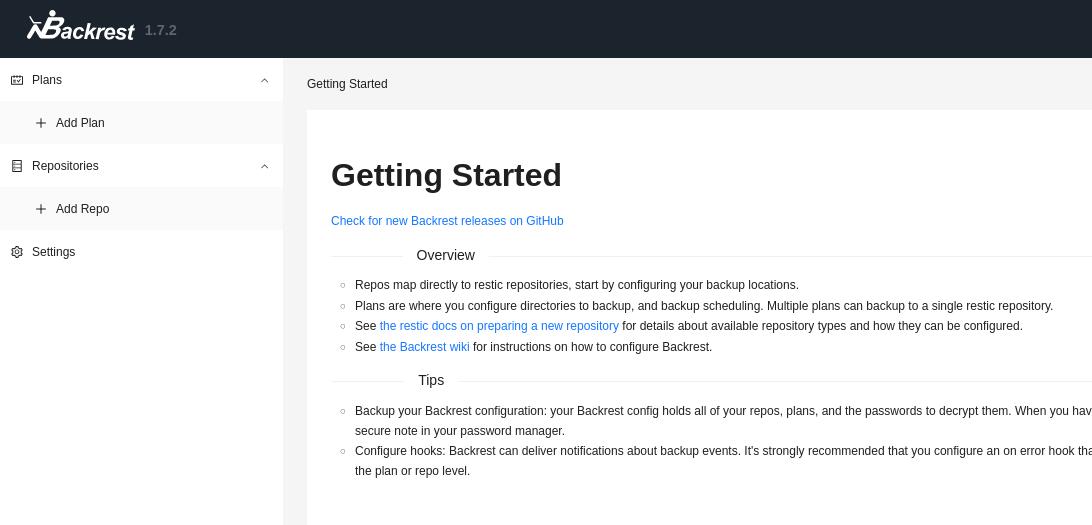 Backrest 1.7.2
Plans
Add Plan
Repositories
Add Repo
Settings
Getting Started
Getting Started
Check for new Backrest releases on GitHub
Overview
Repos map directly to restic repositories, start by configuring your backup locations.
Plans are where you configure directories to backup, and backup scheduling. Multiple plans can backup to a single restic repository.
See the restic docs on preparing a new repository for details about available repository types and how they can be configured.
See the Backrest wiki for instructions on how to configure Backrest.
Tips
Backup your Backrest configuration: your Backrest config holds all of your repos, plans, and the passwords to decrypt them. When you
secure note in your password manager.
Configure hooks: Backrest can deliver notifications about backup events. It's strongly recommended that you configure an on error hook
the plan or repo level.